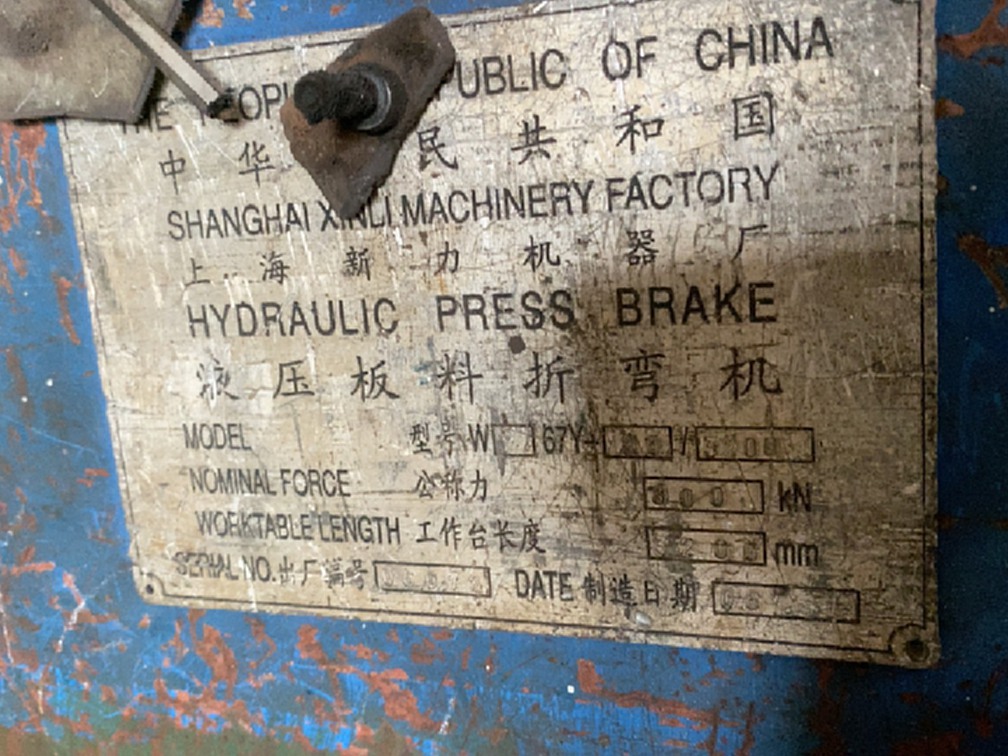 THE PUBLIC OF CHINA
中 华 民 共 和 国
SHANGHAI XINLI MACHINERY FACTORY
上 海 新 力 机 器 厂
HYDRAULIC PRESS BRAKE
液 压 板 料 折 弯 机
MODEL 型号 W 67Y- /
NOMINAL FORCE 公称力 800 kN
WORKTABLE LENGTH 工作台长度 mm
SERIAL NO. 出厂编号 DATE 制造日期